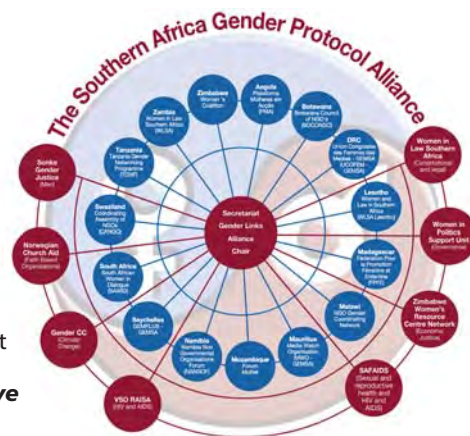 The Southern Africa Gender Protocol Alliance
Secretariat
Gender Links
Alliance
Chair
Angola
Plataforma
Mulheres em
Acção
(PMA)
Botswana
Botswana Council
of NGO's
(BOCONGO)
DRC
Union Congolaise
des Femmes des
Medias - GEMSA
(UCOFEM -
GEMSA)
Lesotho
Women and
Law in Southern
Africa
(WLSA Lesotho)
Madagascar
Féderation Pour
la Promotion
Féminine et
Enfantine
(FPFE)
Malawi
NGO Gender
Coordinating
Network
Mauritius
Media Watch
Organisation
GEMSA)
Mozambique
Forum
Mulher
Namibia
Namibia Non
Governmental
Organisations
Forum
(NANGOF)
Seychelles
GEMPLUS -
GEMSA
South Africa
South African
Women in
Dialogue
(SAWID)
Swaziland
Coordinating
Assembly of
NGOs
(CANGO)
Tanzania
Tanzania Gender
Networking
Programme
(TGNP)
Zambia
Women in Law
Southern Africa
(WLSA)
Zimbabwe
Women's
Coalition
Women in
Law Southern
Africa
(Constitutional
and legal)
Women in
Politics
Support Unit
(Governance)
Zimbabwe
Women's
Resource
Centre Network
(Economic
Justice)
SAFAIDS
(Sexual and
reproductive
health and
HIV and
AIDS)
VSO RAISA
(HIV and AIDS)
Gender CC
(Climate
Change)
Norwegian
Church Aid
(Faith Based
Organisations)
Sonke
Gender
Justice
(Men)
t
ve